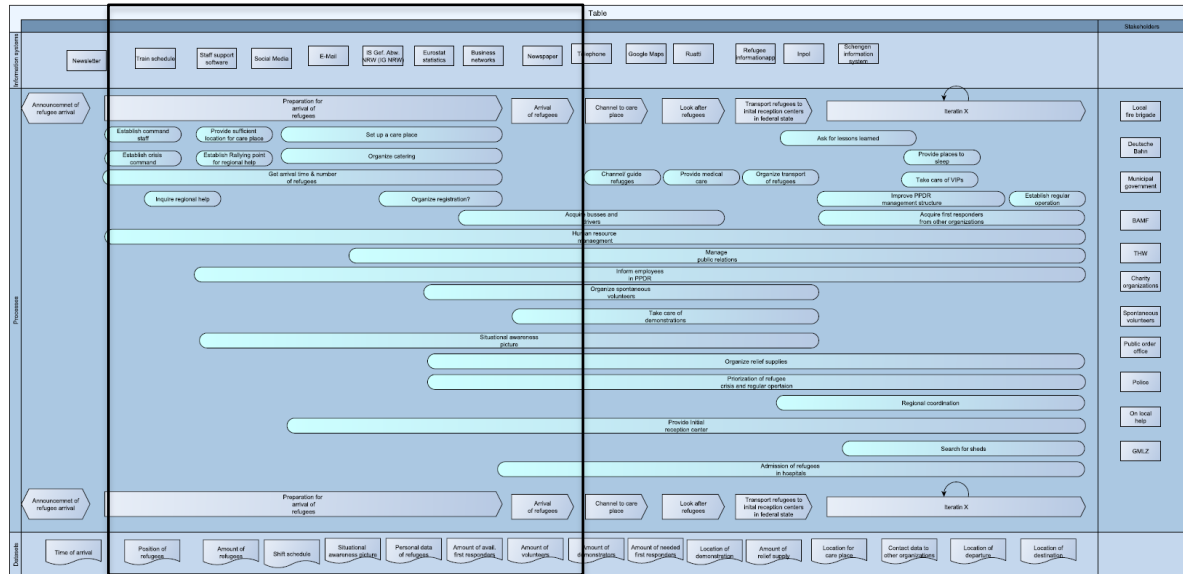 Table
Stakeholders
Information systems
Newsletter
Train schedule
Staff support
software
Social Media
E-Mail
IS Gef. Abw.
NRW (IG NRW)
Eurostat
statistics
Business
networks
Newspaper
Telephone
Google Maps
Ruatti
Refugee
informationapp
Inpol
Schengen
information
system
Processes
Announcmnet of
refugee arrival
Preparation for
arrival of
refugees
Arrival
of refugees
Channel to care
place
Look after
refugees
Transport refugees to
inital reception centers
in federal state
Iteratin X
Establish command
staff
Provide sufficient
location for care place
Set up a care place
Ask for lessons learned
Establish crisis
command
Establish Rallying point
for regional help
Organize catering
Provide places to
sleep
Get arrival time & number
of refugees
Channel/ guide
refugges
Provide medical
care
Organize transport
of refugees
Take care of VIPs
Inquire regional help
Organize registration?
Improve PPDR
management structure
Establish regular
operation
Acquire busses and
drivers
Acquire first responders
from other organizations
Human resource
managment
Manage
public relations
Inform employees
in PPDR
Organize spontaneous
volunteers
Take care of
demonstrations
Situational awareness
picture
Organize relief supplies
Priorization of refugee
crisis and regular opertaion
Regional coordination
Provide Initial
reception center
Search for sheds
Admission of refugees
in hospitals
Announcmnet of
refugee arrival
Preparation for
arrival of
refugees
Arrival
of refugees
Channel to care
place
Look after
refugees
Transport refugees to
inital reception centers
in federal state
Iteratin X
Local
fire brigade
Deutsche
Bahn
Municipal
government
BAMF
THW
Charity
organizations
Spontaneous
volunteers
Public order
office
Police
On local
help
GMLZ
Datasets
Time of arrival
Position of
refugees
Amount of
refugees
Shift schedule
Situational
awareness picture
Personal data
of refugees
Amount of avail.
first responders
Amount of
volunteers
Amount of
demonstrators
Amount of needed
first responders
Location of
demonstration
Amount of
relief supply
Location for
care place
Contact data to
other organizations
Location of
departure
Location of
destination